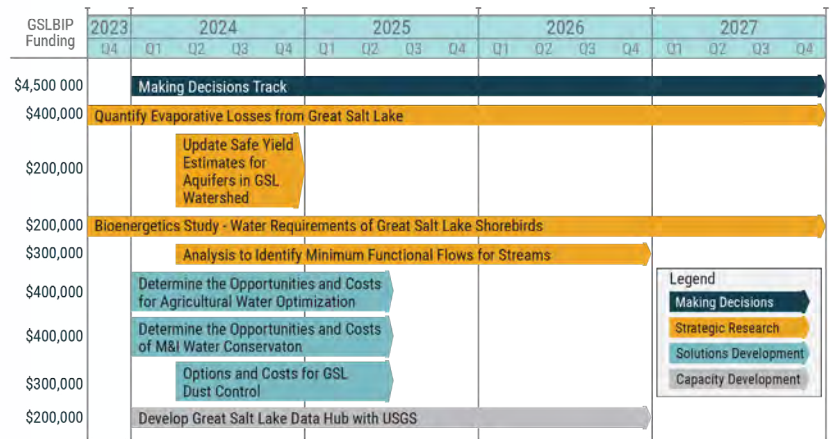 GSLBIP
Funding
2023 2024 2025 2026 2027
Q4 Q1 Q2 Q3 Q4 Q1 Q2 Q3 Q4 Q1 Q2 Q3 Q4 Q1 Q2 Q3 Q4
$4,500 000 Making Decisions Track
$400,000 Quantify Evaporative Losses from Great Salt Lake
$200,000
Update Safe Yield
Estimates for
Aquifers in GSL
Watershed
$200,000 Bioenergetics Study - Water Requirements of Great Salt Lake Shorebirds
$300,000 Analysis to Identify Minimum Functional Flows for Streams
$400,000
Determine the Opportunities and Costs
for Agricultural Water Optimization
$400,000
Determine the Opportunities and Costs
of M&I Water Conservaton
$300,000
Options and Costs for GSL
Dust Control
$200,000 Develop Great Salt Lake Data Hub with USGS
Legend
Making Decisions
Strategic Research
Solutions Development
Capacity Development